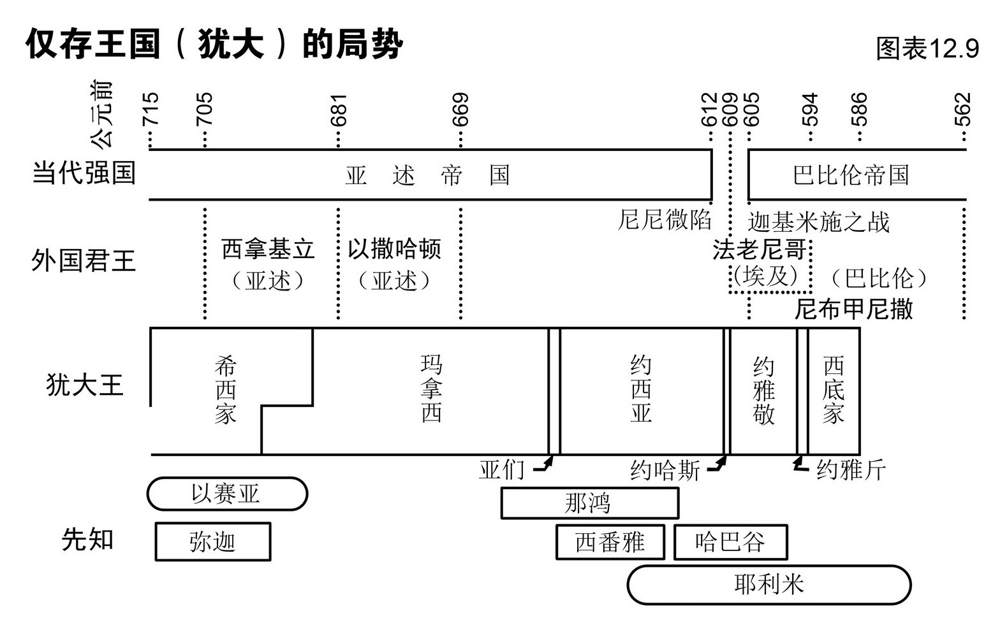 仅存王国（犹大）的局势
图表12.9
公元前
715
705
681
669
612
609
605
594
586
562
当代强国
亚述帝国
巴比伦帝国
尼尼微陷
迦基米施之战
外国君王
西拿基立
（亚述）
以撒哈顿
（亚述）
法老尼哥
(埃及)
（巴比伦）
尼布甲尼撒
犹大王
希西家
玛拿西
约西亚
约雅敬
西底家
亚们
约哈斯
约雅斤
先知
以赛亚
那鸿
弥迦
西番雅
哈巴谷
耶利米